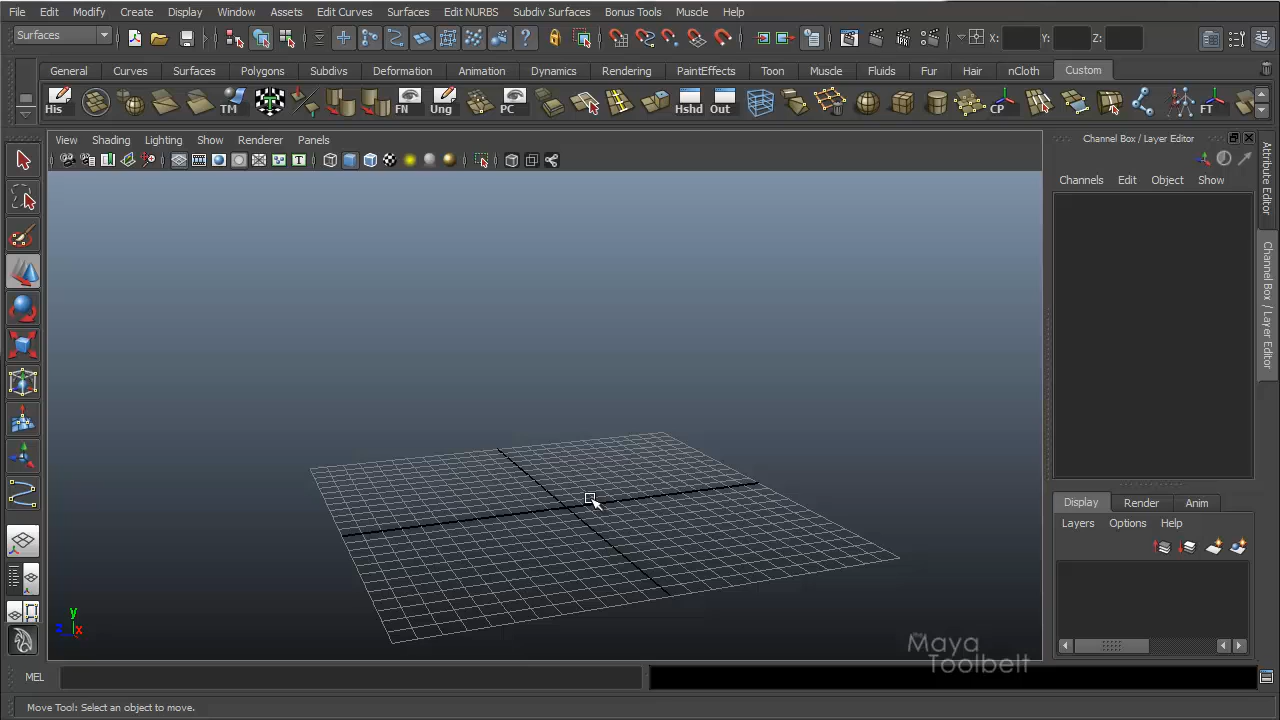 File Edit Modify Create Display Window Assets Edit Curves Surfaces Edit NURBS Subdiv Surfaces Bonus Tools Muscle Help
Surfaces X: Y: Z:
General Curves Surfaces Polygons Subdivs Deformation Animation Dynamics Rendering PaintEffects Toon Muscle Fluids Fur Hair nCloth Custom
His TM FN Ung PC Hshd Out CP FT
View Shading Lighting Show Renderer Panels
Channel Box / Layer Editor
Channels Edit Object Show
Attribute Editor
Channel Box / Layer Editor
Display Render Anim
Layers Options Help
y
z x
the
Maya
Toolbelt
MEL
Move Tool: Select an object to move.